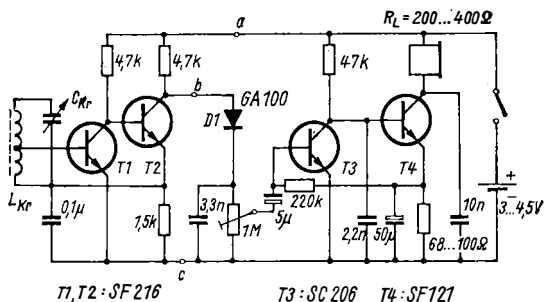 R_L = 200...400Ω
a
4,7k
4,7k
47k
C_Kr
b
GA100
D1
T1
T2
T3
T4
L_Kr
0,1µ
1,5k
3,3n
1M
5µ
220k
2,2n
50µ
68...100Ω
10n
+
−
3...4,5V
c
T1, T2 : SF 216
T3 : SC 206
T4 : SF 121